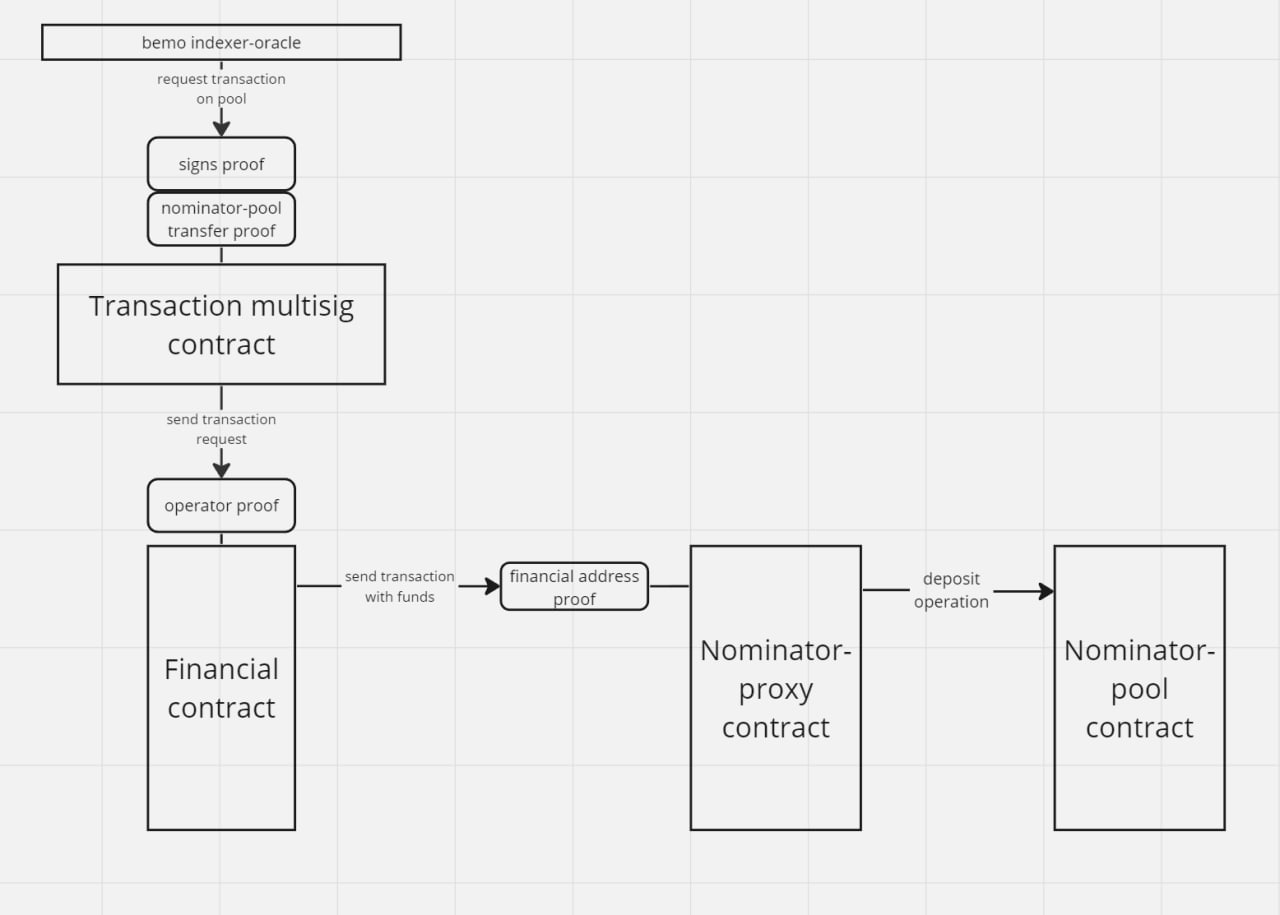 bemo indexer-oracle
request transaction
on pool
signs proof
nominator-pool
transfer proof
Transaction multisig
contract
send transaction
request
operator proof
Financial
contract
send transaction
with funds
financial address
proof
Nominator-
proxy
contract
deposit
operation
Nominator-
pool
contract